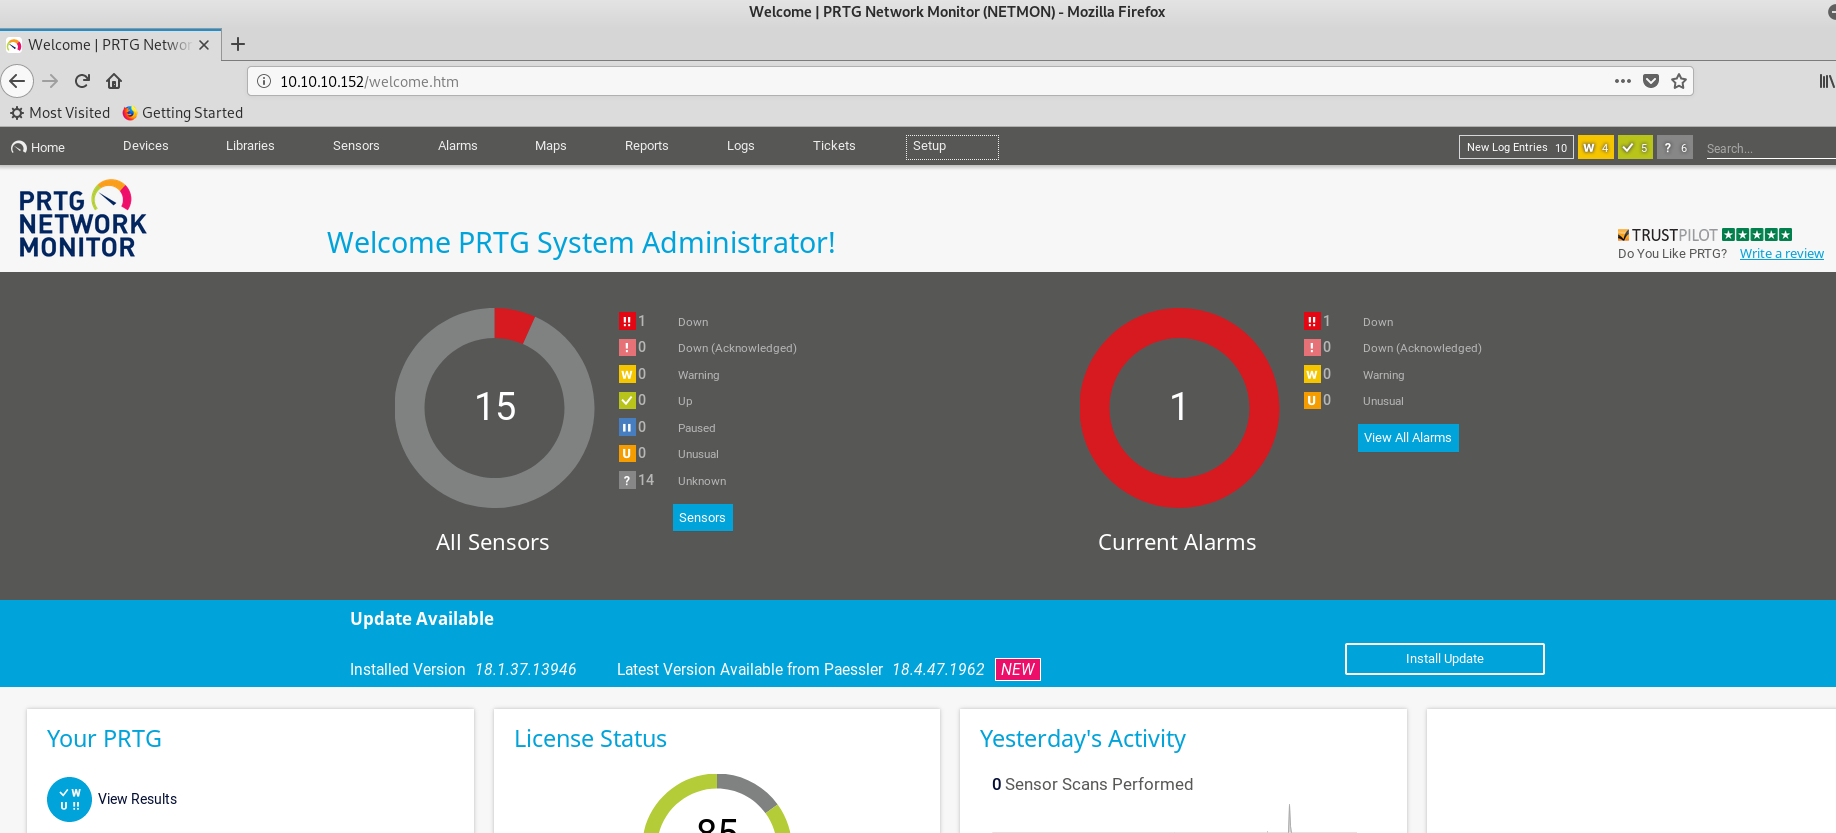 Welcome | PRTG Network Monitor (NETMON) - Mozilla Firefox
Welcome | PRTG Networ
10.10.10.152/welcome.htm
Most Visited Getting Started
Home Devices Libraries Sensors Alarms Maps Reports Logs Tickets Setup New Log Entries 10 W 4 5 ? 6 Search...
PRTG
NETWORK
MONITOR
Welcome PRTG System Administrator!
TRUSTPILOT
Do You Like PRTG? Write a review
15
!! 1 Down
! 0 Down (Acknowledged)
W 0 Warning
0 Up
0 Paused
U 0 Unusual
? 14 Unknown
Sensors
All Sensors
1
!! 1 Down
! 0 Down (Acknowledged)
W 0 Warning
U 0 Unusual
View All Alarms
Current Alarms
Update Available
Installed Version 18.1.37.13946 Latest Version Available from Paessler 18.4.47.1962 NEW
Install Update
Your PRTG
W
U !!
View Results
License Status
85
Yesterday's Activity
0 Sensor Scans Performed